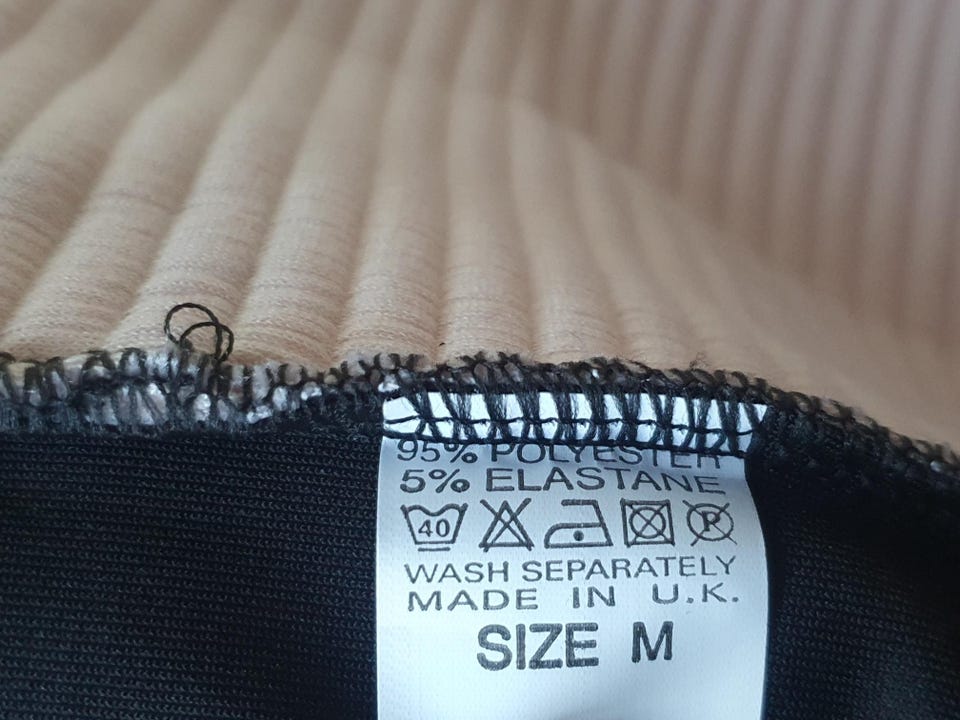 95% POLYESTER
5% ELASTANE
40 P
WASH SEPARATELY
MADE IN U.K.
SIZE M